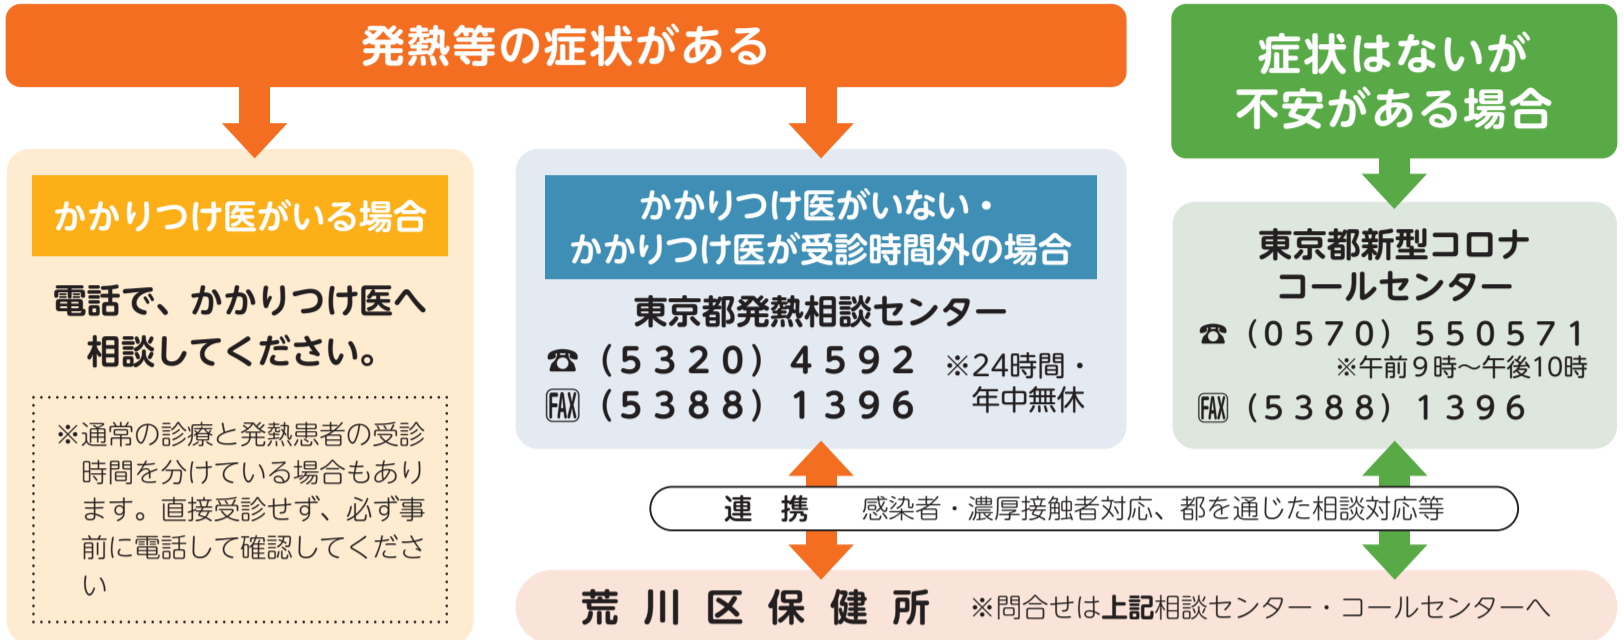 発熱等の症状がある
かかりつけ医がいる場合
電話で、かかりつけ医へ
相談してください。
※通常の診療と発熱患者の受診
時間を分けている場合もあり
ます。直接受診せず、必ず事
前に電話して確認してくださ
い
かかりつけ医がいない・
かかりつけ医が受診時間外の場合
東京都発熱相談センター
☎（5320）4592 ※24時間・
FAX（5388）1396 年中無休
症状はないが
不安がある場合
東京都新型コロナ
コールセンター
☎（0570）550571
※午前9時～午後10時
FAX（5388）1396
連携 感染者・濃厚接触者対応、都を通じた相談対応等
荒川区保健所 ※問合せは上記相談センター・コールセンターへ